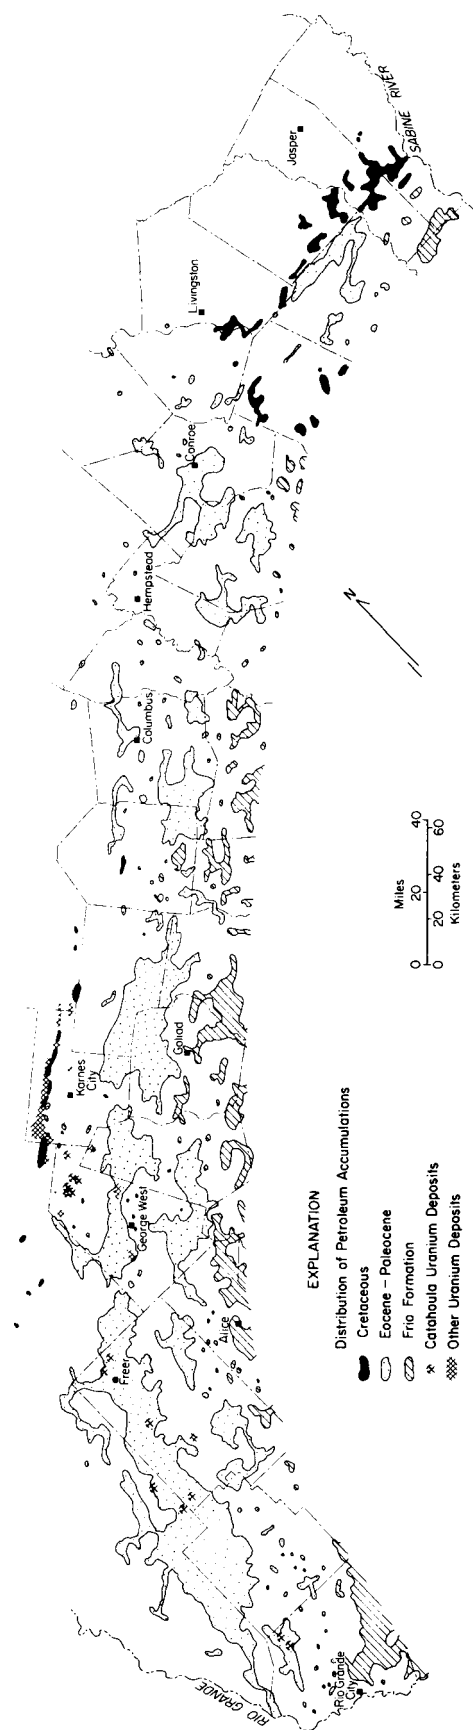 SABINE RIVER
Jasper
Livingston
Conroe
Hempstead
N
Columbus
Goliad
Karnes
City
George West
Alice
Freer
Rio Grande
City
RIO GRANDE
Miles
0 20 40
0 20 40 60
Kilometers
EXPLANATION
Distribution of Petroleum Accumulations
Cretaceous
Eocene - Paleocene
Frio Formation
Catahoula Uranium Deposits
Other Uranium Deposits